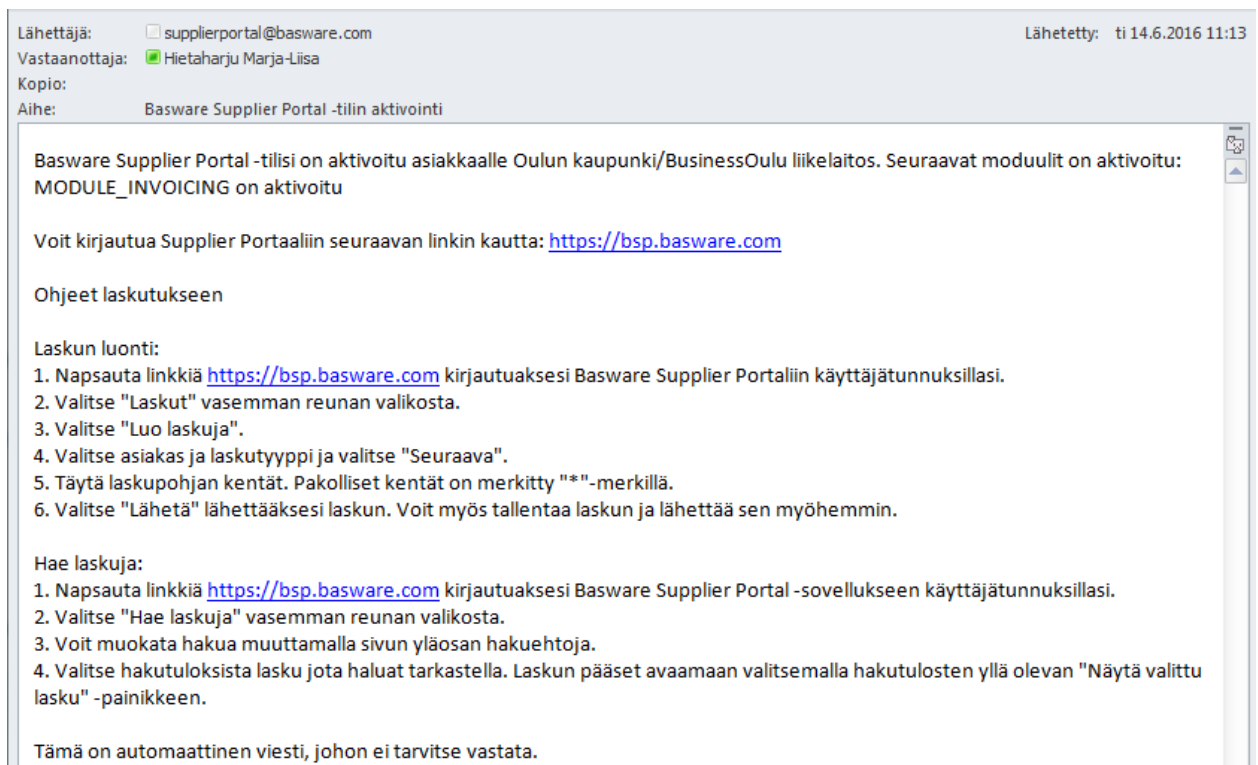 Lähettäjä: supplierportal@basware.com Lähetetty: ti 14.6.2016 11:13
Vastaanottaja: Hietaharju Marja-Liisa
Kopio:
Aihe: Basware Supplier Portal -tilin aktivointi
Basware Supplier Portal -tilisi on aktivoitu asiakkaalle Oulun kaupunki/BusinessOulu liikelaitos. Seuraavat moduulit on aktivoitu:
MODULE_INVOICING on aktivoitu
Voit kirjautua Supplier Portaaliin seuraavan linkin kautta: https://bsp.basware.com
Ohjeet laskutukseen
Laskun luonti:
1. Napsauta linkkiä https://bsp.basware.com kirjautuaksesi Basware Supplier Portaliin käyttäjätunnuksillasi.
2. Valitse "Laskut" vasemman reunan valikosta.
3. Valitse "Luo laskuja".
4. Valitse asiakas ja laskutyyppi ja valitse "Seuraava".
5. Täytä laskupohjan kentät. Pakolliset kentät on merkitty "*"-merkillä.
6. Valitse "Lähetä" lähettääksesi laskun. Voit myös tallentaa laskun ja lähettää sen myöhemmin.
Hae laskuja:
1. Napsauta linkkiä https://bsp.basware.com kirjautuaksesi Basware Supplier Portal -sovellukseen käyttäjätunnuksillasi.
2. Valitse "Hae laskuja" vasemman reunan valikosta.
3. Voit muokata hakua muuttamalla sivun yläosan hakuehtoja.
4. Valitse hakutuloksista lasku jota haluat tarkastella. Laskun pääset avaamaan valitsemalla hakutulosten yllä olevan "Näytä valittu
lasku" -painikkeen.
Tämä on automaattinen viesti, johon ei tarvitse vastata.